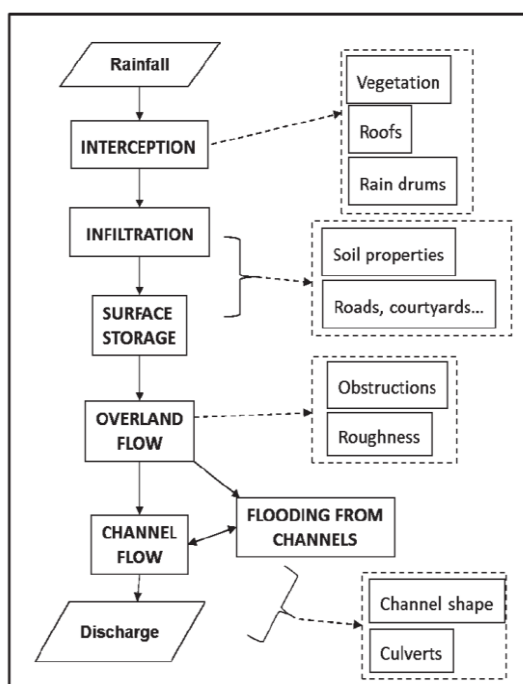 Rainfall
INTERCEPTION
Vegetation
Roofs
Rain drums
INFILTRATION
SURFACE
STORAGE
Soil properties
Roads, courtyards...
OVERLAND
FLOW
Obstructions
Roughness
CHANNEL
FLOW
FLOODING FROM
CHANNELS
Discharge
Channel shape
Culverts